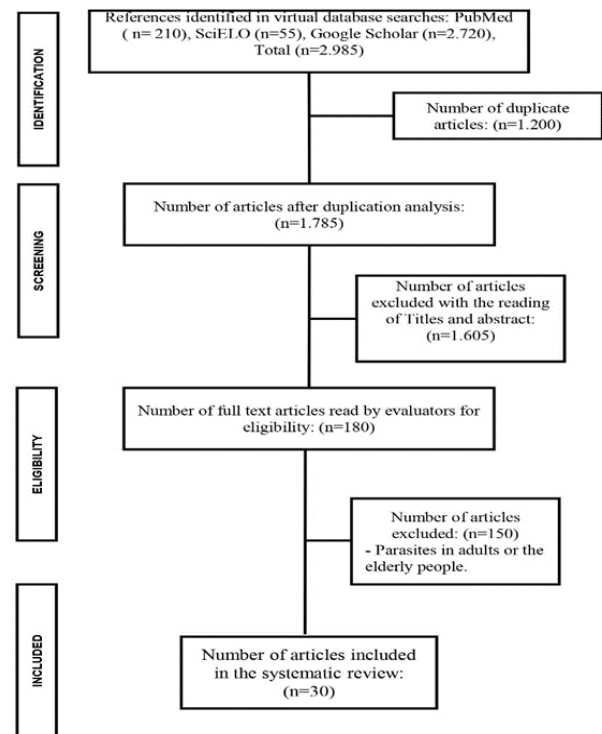 References identified in virtual database searches: PubMed
( n= 210), SciELO (n=55), Google Scholar (n=2.720),
Total (n=2.985)
IDENTIFICATION
Number of duplicate
articles: (n=1.200)
Number of articles after duplication analysis:
(n=1.785)
SCREENING
Number of articles
excluded with the reading
of Titles and abstract:
(n=1.605)
Number of full text articles read by evaluators for
eligibility: (n=180)
ELIGIBILITY
Number of articles
excluded: (n=150)
- Parasites in adults or the
elderly people.
Number of articles included
in the systematic review:
(n=30)
INCLUDED